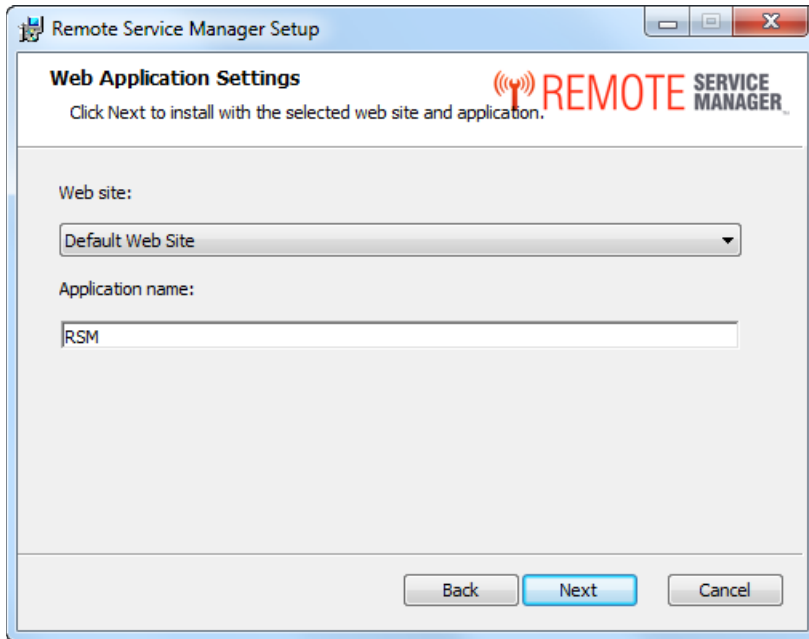 Remote Service Manager Setup
Web Application Settings
Click Next to install with the selected web site and application.
REMOTE SERVICE MANAGER™
Web site:
Default Web Site
Application name:
RSM
Back Next Cancel